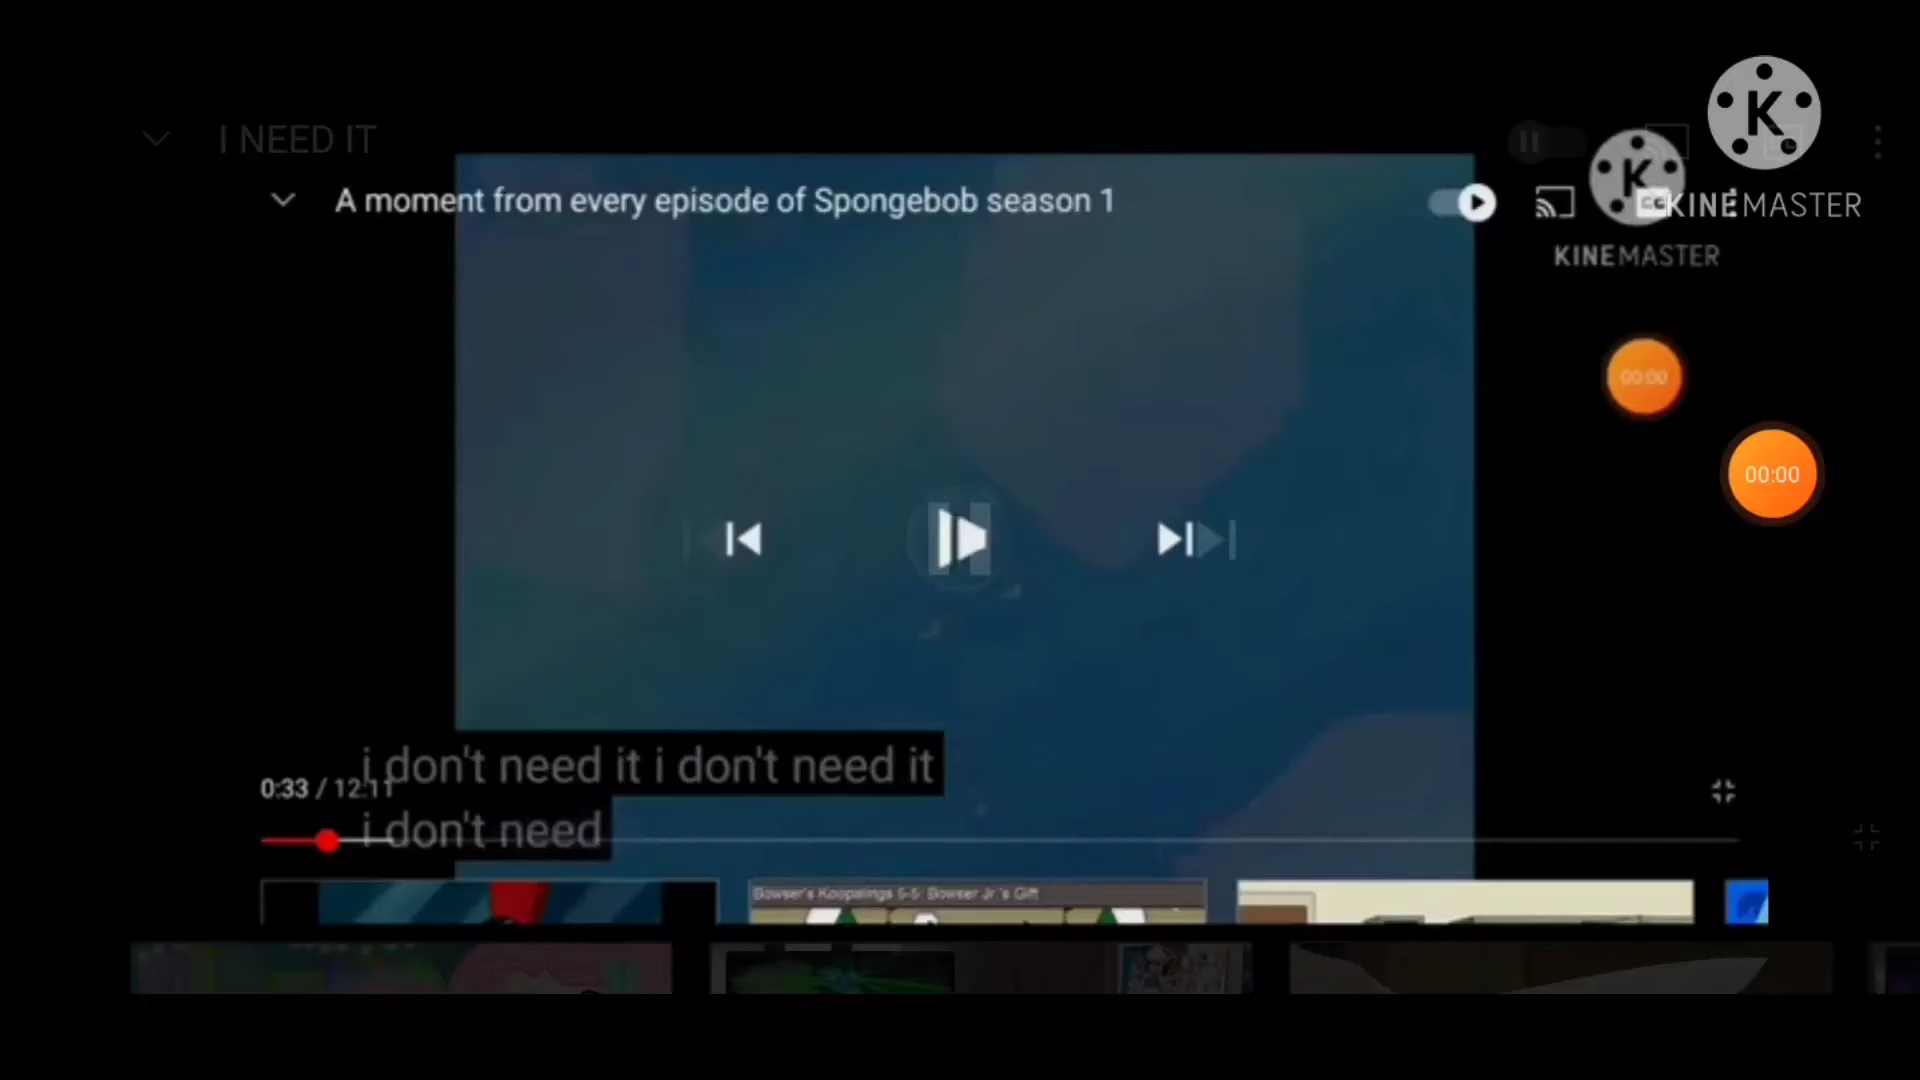 I NEED IT
A moment from every episode of Spongebob season 1
K
K
CC
KINEMASTER
KINEMASTER
00:00
00:00
i don't need it i don't need it
0:33 / 12:11
i don't need
Bowser's Koopalings 5-5: Bowser Jr.'s Gift